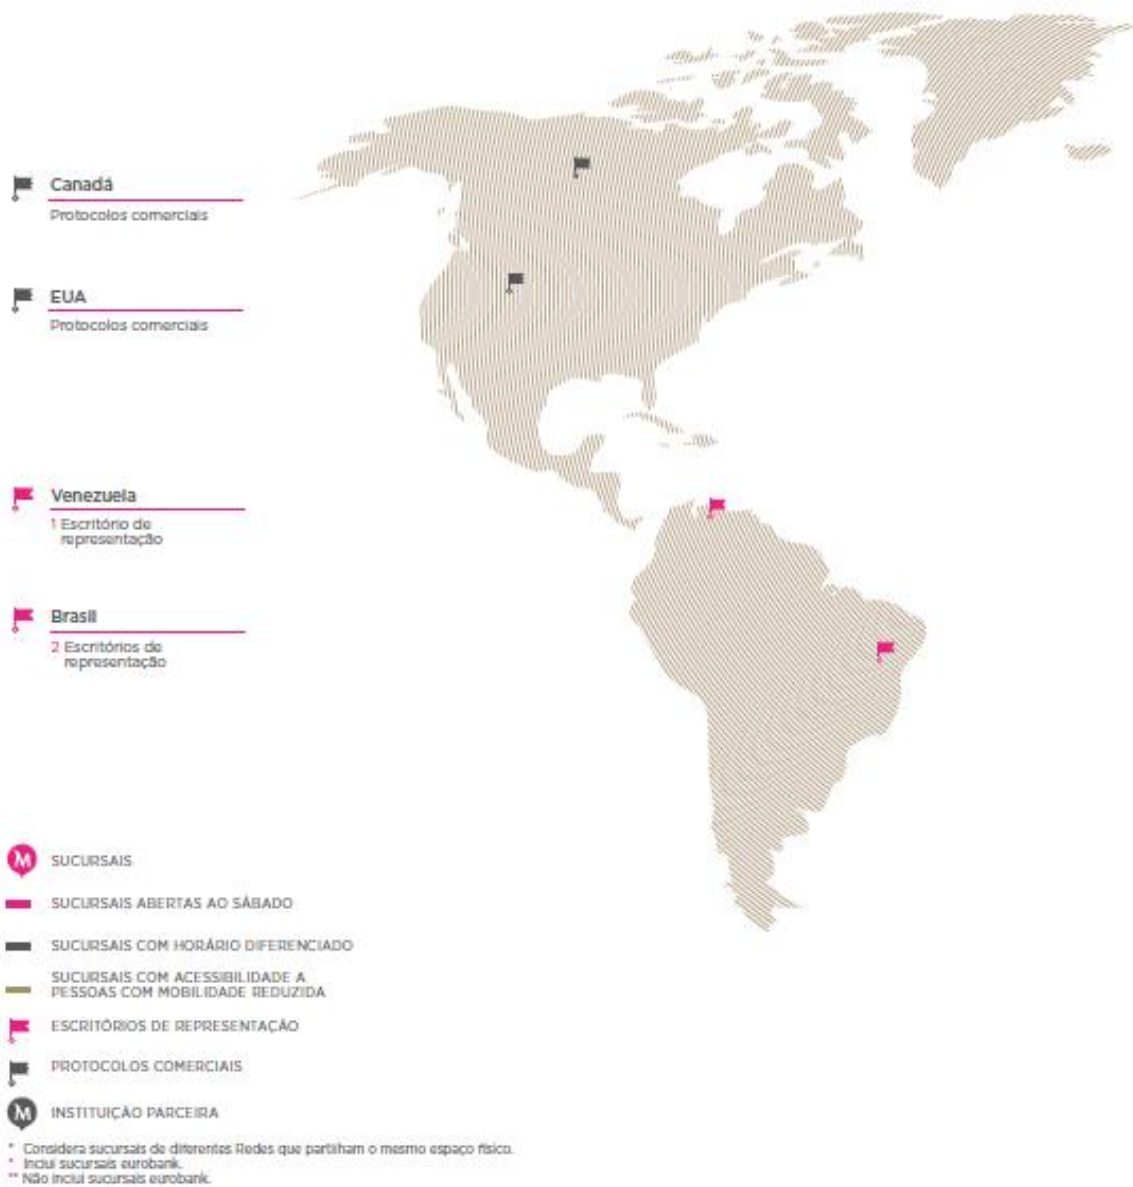 Canadá
Protocolos comerciais
EUA
Protocolos comerciais
Venezuela
1 Escritório de
representação
Brasil
2 Escritórios de
representação
M SUCURSAIS
SUCURSAIS ABERTAS AO SÁBADO
SUCURSAIS COM HORÁRIO DIFERENCIADO
SUCURSAIS COM ACESSIBILIDADE A
PESSOAS COM MOBILIDADE REDUZIDA
ESCRITÓRIOS DE REPRESENTAÇÃO
PROTOCOLOS COMERCIAIS
M INSTITUIÇÃO PARCEIRA
* Considera sucursais de diferentes Redes que partilham o mesmo espaço físico.
* Inclui sucursais eurobank.
** Não inclui sucursais eurobank.